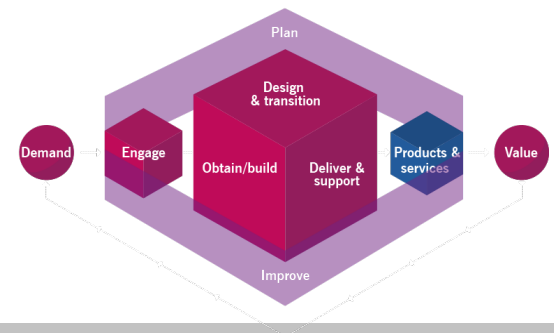 Plan
Design
& transition
Demand
Engage
Obtain/build
Deliver &
support
Products &
services
Value
Improve